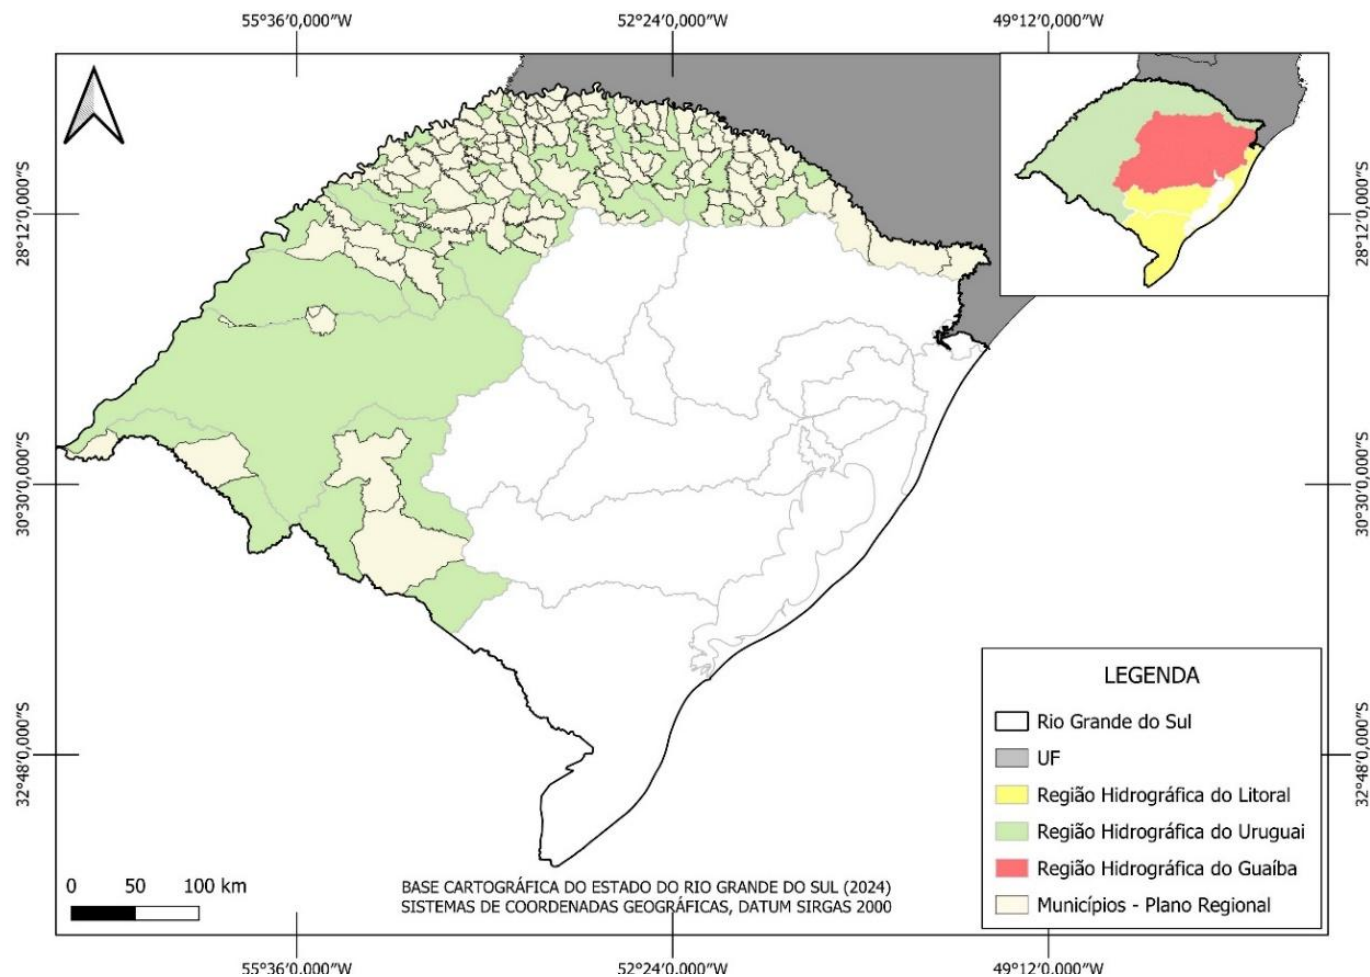 55°36′0,000″W
52°24′0,000″W
49°12′0,000″W
28°12′0,000″S
28°12′0,000″S
30°30′0,000″S
30°30′0,000″S
32°48′0,000″S
32°48′0,000″S
LEGENDA
Rio Grande do Sul
UF
Região Hidrográfica do Litoral
Região Hidrográfica do Uruguai
Região Hidrográfica do Guaíba
Municípios - Plano Regional
0 50 100 km
BASE CARTOGRÁFICA DO ESTADO DO RIO GRANDE DO SUL (2024)
SISTEMAS DE COORDENADAS GEOGRÁFICAS, DATUM SIRGAS 2000
55°36′0,000″W
52°24′0,000″W
49°12′0,000″W